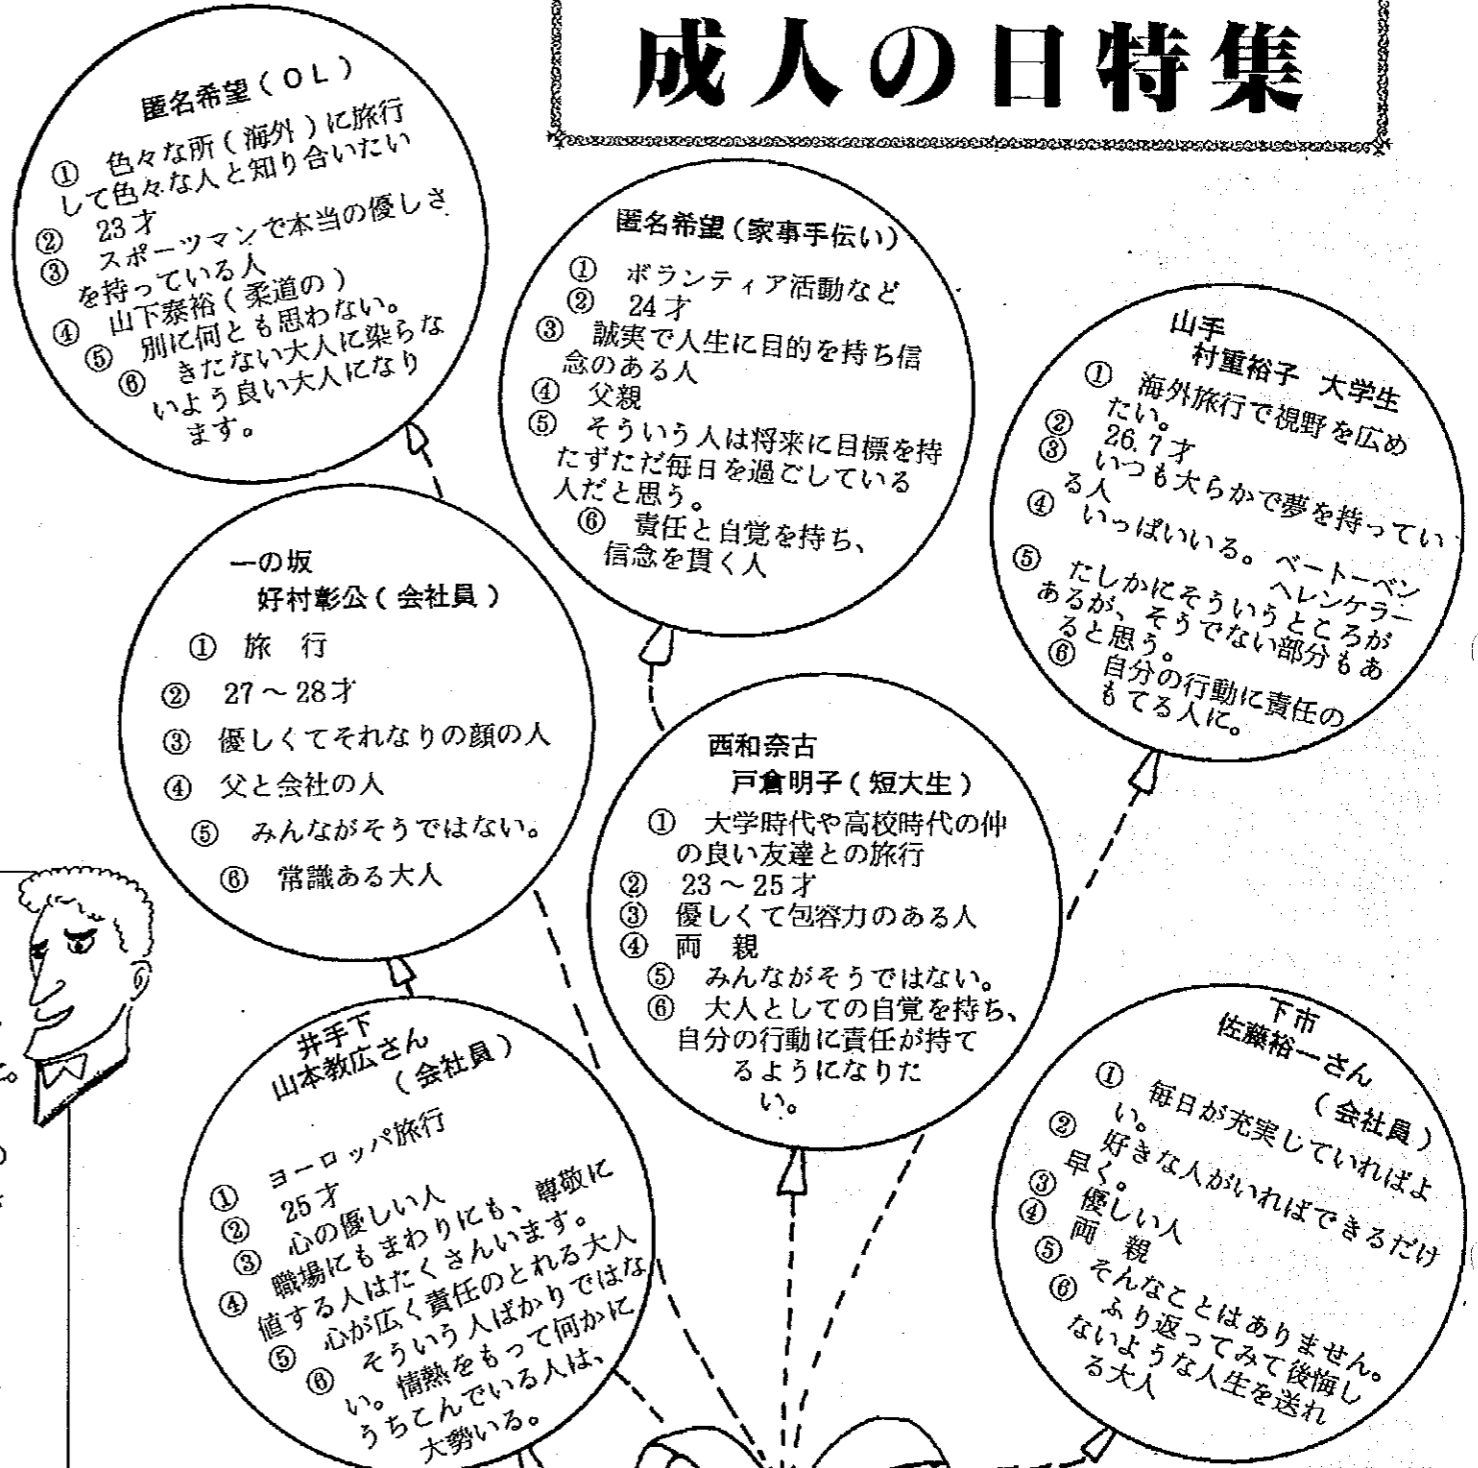 成人の日特集
匿名希望(OL)
① 色々な所(海外)に旅行
して色々な人と知り合いたい
② 23才
③ スポーツマンで本当の優しさ
を持っている人
④ 山下泰裕(柔道の)
⑤ 別に何とも思わない。
⑥ きたない大人に染らな
いよう良い大人になり
ます。
匿名希望(家事手伝い)
① ボランティア活動など
② 24才
③ 誠実で人生に目的を持ち信
念のある人
④ 父親
⑤ そういう人は将来に目標を持
たずただ毎日を過ごしている
人だと思う。
⑥ 責任と自覚を持ち、
信念を貫く人
山手
村重裕子 大学生
① 海外旅行で視野を広め
たい。
② 26.7才
③ いつも大らかで夢を持ってい
る人
④ いっぱいいる。ベートーベン
ヘレンケラー
⑤ たしかにそういうところが
あるが、そうでない部分もあ
ると思う。
⑥ 自分の行動に責任の
もてる人に。
一の坂
好村彰公(会社員)
① 旅 行
② 27~28才
③ 優しくてそれなりの顔の人
④ 父と会社の人
⑤ みんながそうではない。
⑥ 常識ある大人
西和奈古
戸倉明子(短大生)
① 大学時代や高校時代の仲
の良い友達との旅行
② 23~25才
③ 優しくて包容力のある人
④ 両 親
⑤ みんながそうではない。
⑥ 大人としての自覚を持ち、
自分の行動に責任が持て
るようになりた
い。
井手下
山本教広さん
(会社員)
① ヨーロッパ旅行
② 25才
③ 心の優しい人
④ 職場にもまわりにも、尊敬に
値する人はたくさんいます。
⑤ 心が広く責任のとれる大人
⑥ そういう人ばかりではな
い。情熱をもって何かに
うちこんでいる人は、
大勢いる。
下市
佐藤裕一さん
(会社員)
① 毎日が充実していればよ
い。
② 好きな人がいればできるだけ
早く。
③ 優しい人
④ 両 親
⑤ そんなことはありません。
⑥ ふり返ってみて後悔し
ないような人生を送れ
る大人